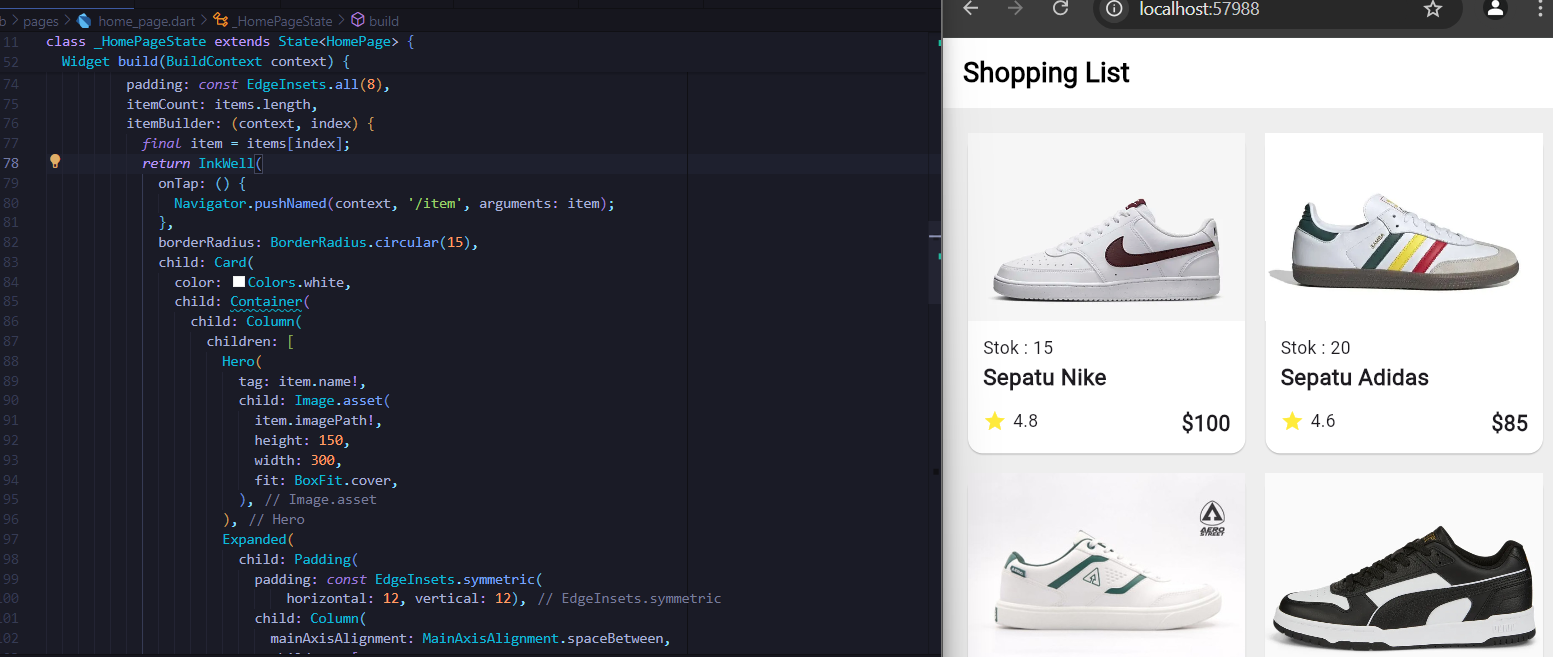 b > pages > home_page.dart > _HomePageState > build
11 class _HomePageState extends State<HomePage> {
52 Widget build(BuildContext context) {
74 padding: const EdgeInsets.all(8),
75 itemCount: items.length,
76 itemBuilder: (context, index) {
77 final item = items[index];
78 return InkWell(
79 onTap: () {
80 Navigator.pushNamed(context, '/item', arguments: item);
81 },
82 borderRadius: BorderRadius.circular(15),
83 child: Card(
84 color: Colors.white,
85 child: Container(
86 child: Column(
87 children: [
88 Hero(
89 tag: item.name!,
90 child: Image.asset(
91 item.imagePath!,
92 height: 150,
93 width: 300,
94 fit: BoxFit.cover,
95 ), // Image.asset
96 ), // Hero
97 Expanded(
98 child: Padding(
99 padding: const EdgeInsets.symmetric(
100 horizontal: 12, vertical: 12), // EdgeInsets.symmetric
101 child: Column(
102 mainAxisAlignment: MainAxisAlignment.spaceBetween,
localhost:57988
Shopping List
SAMBA
Stok : 15
Sepatu Nike
4.8
$100
Stok : 20
Sepatu Adidas
4.6
$85
AERO
STREET